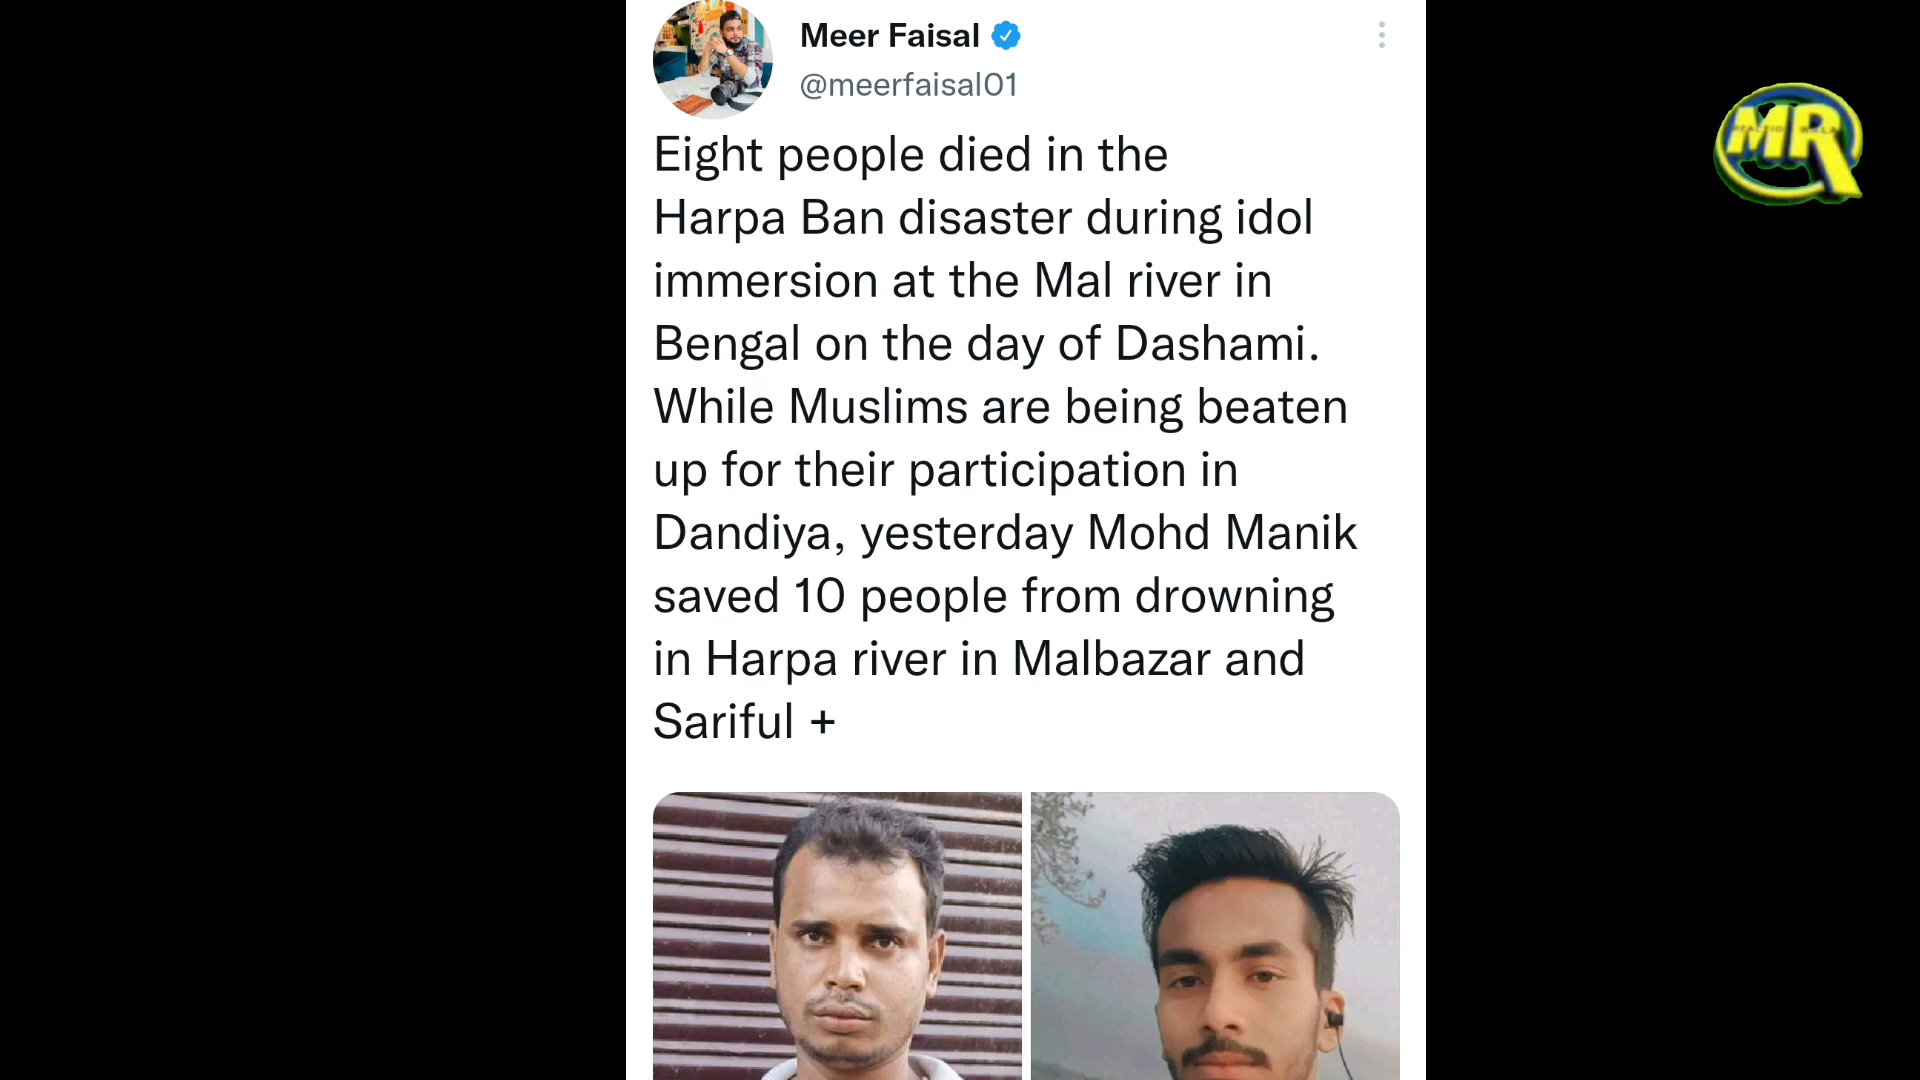 Meer Faisal
@meerfaisal01
Eight people died in the
Harpa Ban disaster during idol
immersion at the Mal river in
Bengal on the day of Dashami.
While Muslims are being beaten
up for their participation in
Dandiya, yesterday Mohd Manik
saved 10 people from drowning
in Harpa river in Malbazar and
Sariful +
MR